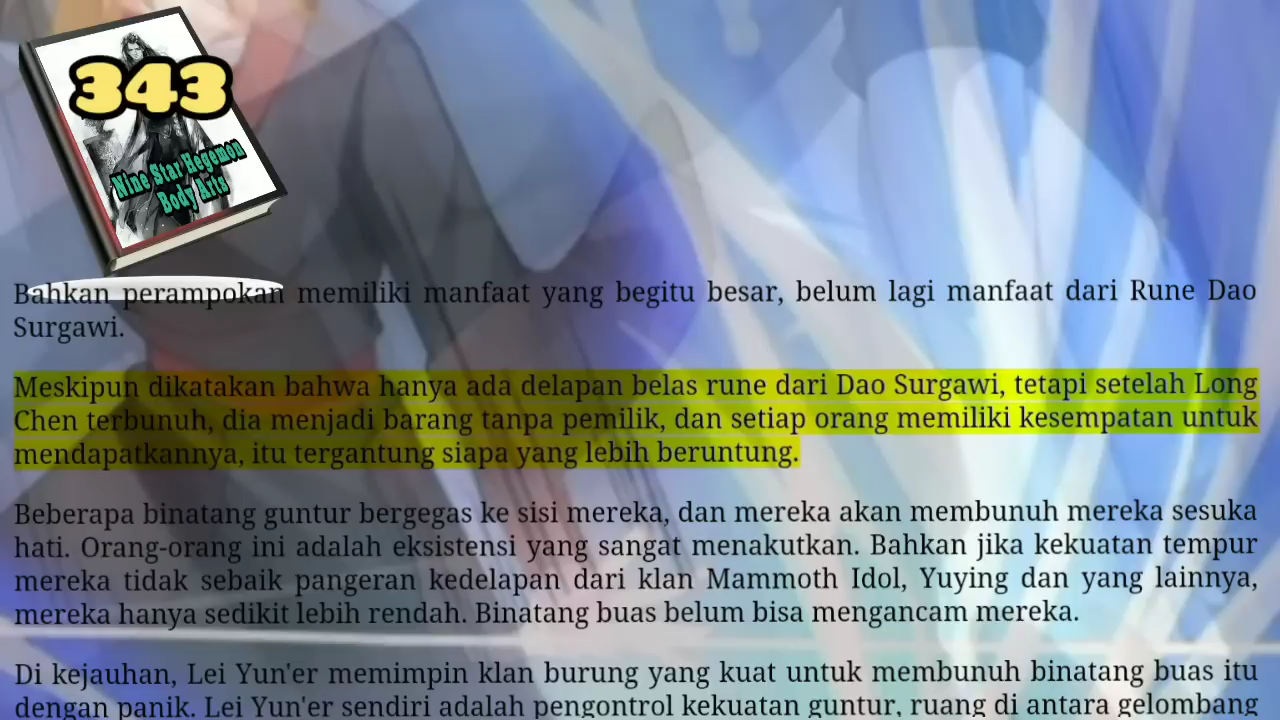 343
Nine Star Hegemon
Body Arts
Bahkan perampokan memiliki manfaat yang begitu besar, belum lagi manfaat dari Rune Dao
Surgawi.
Meskipun dikatakan bahwa hanya ada delapan belas rune dari Dao Surgawi, tetapi setelah Long
Chen terbunuh, dia menjadi barang tanpa pemilik, dan setiap orang memiliki kesempatan untuk
mendapatkannya, itu tergantung siapa yang lebih beruntung.
Beberapa binatang guntur bergegas ke sisi mereka, dan mereka akan membunuh mereka sesuka
hati. Orang-orang ini adalah eksistensi yang sangat menakutkan. Bahkan jika kekuatan tempur
mereka tidak sebaik pangeran kedelapan dari klan Mammoth Idol, Yuying dan yang lainnya,
mereka hanya sedikit lebih rendah. Binatang buas belum bisa mengancam mereka.
Di kejauhan, Lei Yun'er memimpin klan burung yang kuat untuk membunuh binatang buas itu
dengan panik. Lei Yun'er sendiri adalah pengontrol kekuatan guntur, ruang di antara gelombang